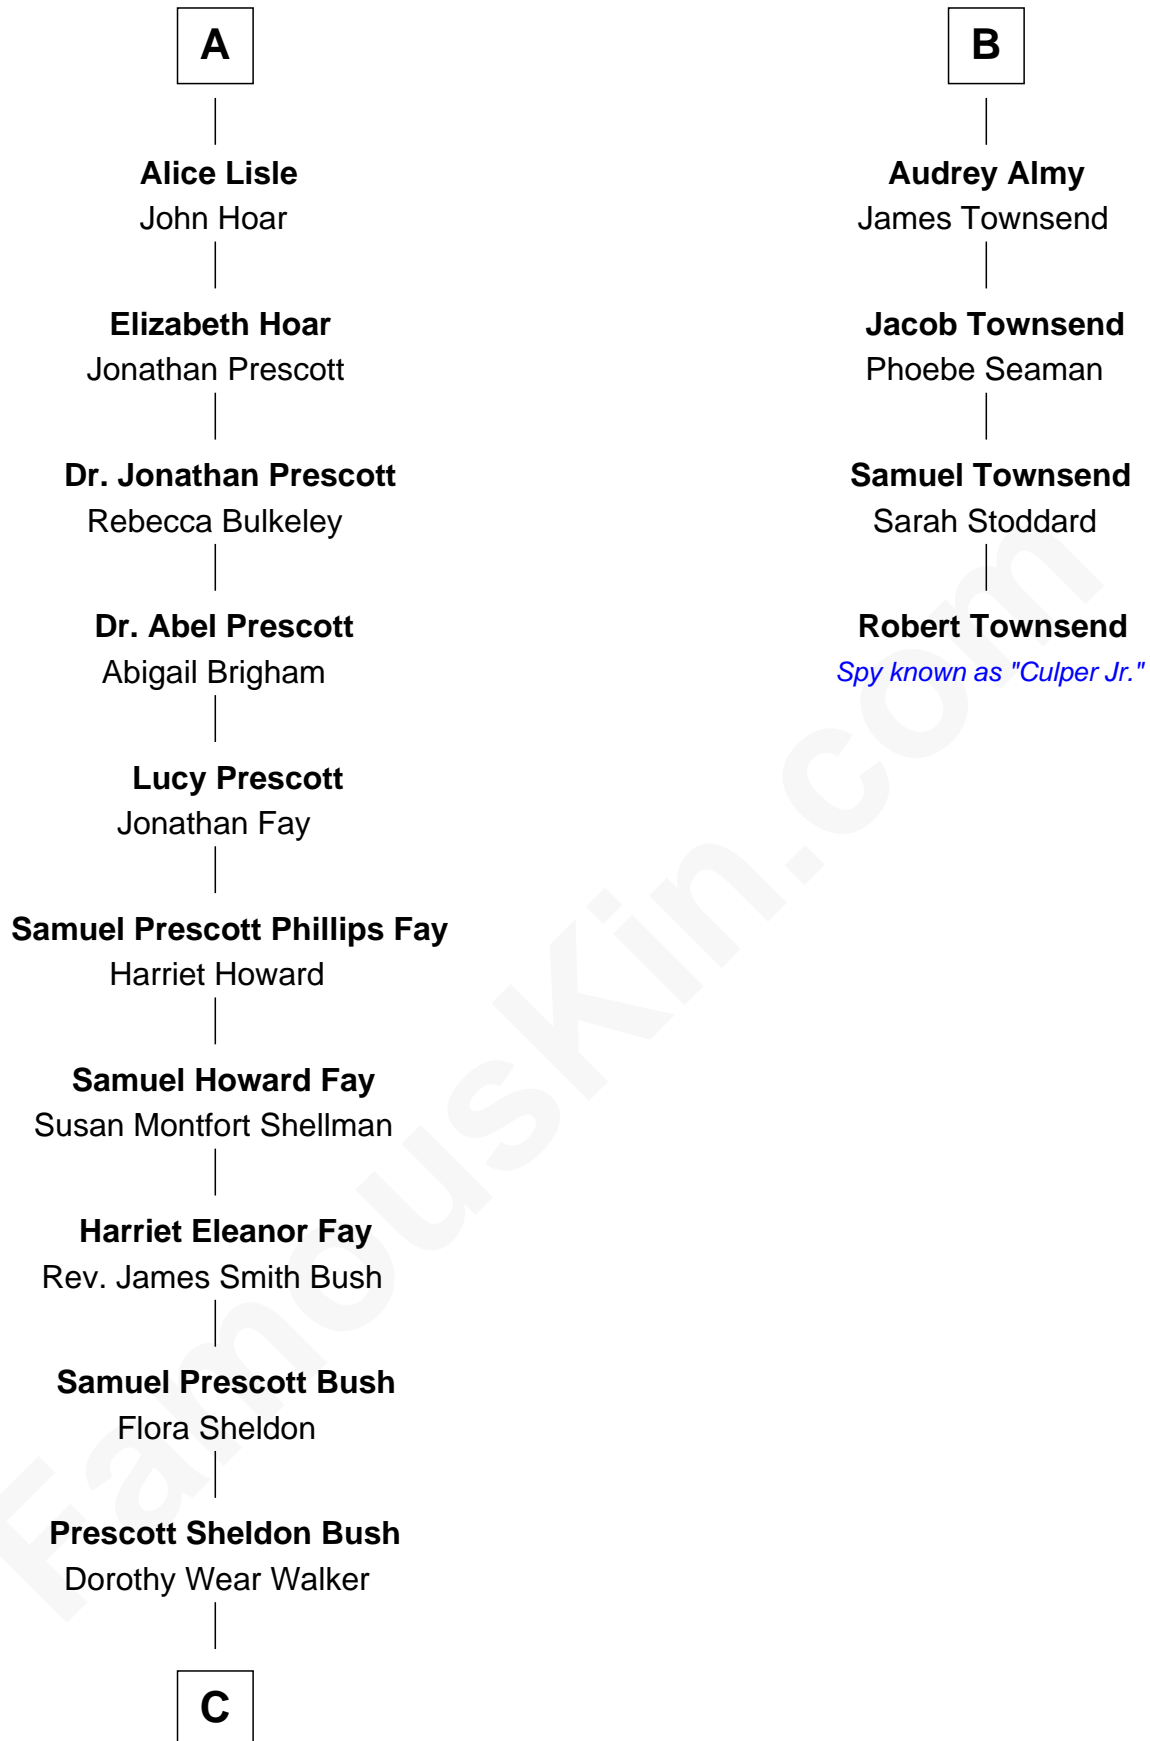 A
Alice Lisle
John Hoar
Elizabeth Hoar
Jonathan Prescott
Dr. Jonathan Prescott
Rebecca Bulkeley
Dr. Abel Prescott
Abigail Brigham
Lucy Prescott
Jonathan Fay
Samuel Prescott Phillips Fay
Harriet Howard
Samuel Howard Fay
Susan Montfort Shellman
Harriet Eleanor Fay
Rev. James Smith Bush
Samuel Prescott Bush
Flora Sheldon
Prescott Sheldon Bush
Dorothy Wear Walker
C
B
Audrey Almy
James Townsend
Jacob Townsend
Phoebe Seaman
Samuel Townsend
Sarah Stoddard
Robert Townsend
Spy known as "Culper Jr."
FamousKin.com